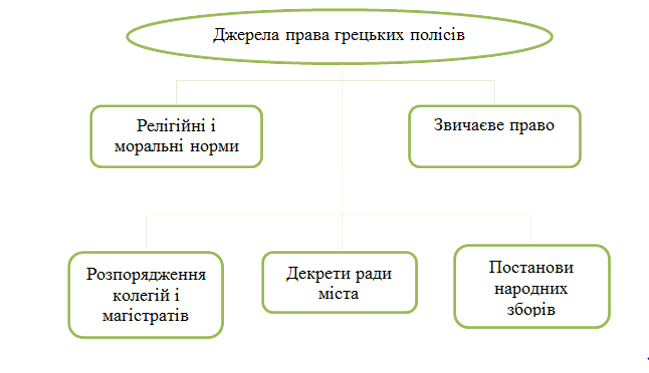 Джерела права грецьких полісів
Релігійні і
моральні норми
Звичаєве право
Розпорядження
колегій і
магістратів
Декрети ради
міста
Постанови
народних
зборів